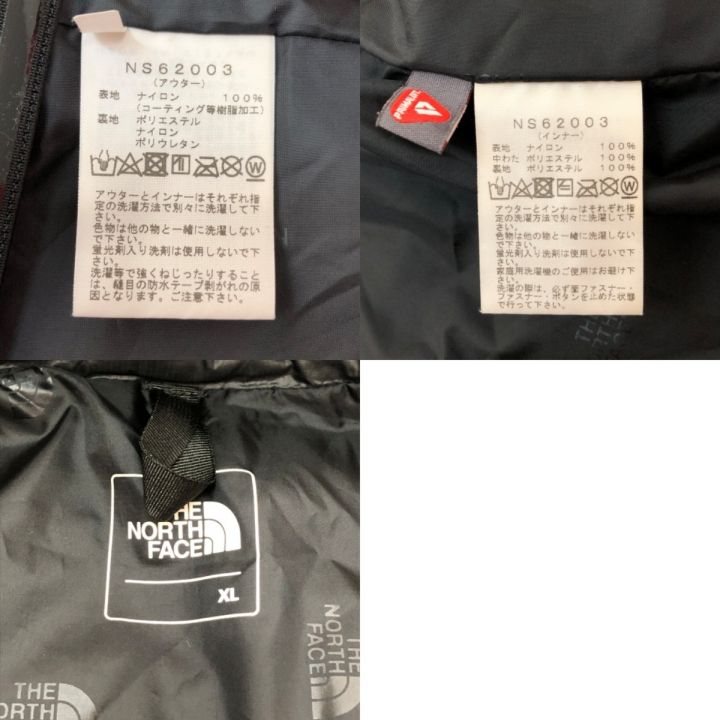 NS62003
(アウター)
表地 ナイロン 100%
(コーティング等樹脂加工)
裏地 ポリエステル
ナイロン
ポリウレタン
W
アウターとインナーはそれぞれ指
定の洗濯方法で別々に洗濯して下
さい。
色物は他の物と一緒に洗濯しない
で下さい。
蛍光剤入り洗剤は使用しないで下
さい。
洗濯等で強くねじったりすること
は、縫目の防水テープ剥がれの原
因となります。ご注意下さい。
PRIMALOFT
NS62003
(インナー)
表地 ナイロン 100%
中わた ポリエステル 100%
裏地 ナイロン 100%
W
アウターとインナーはそれぞれ指
定の洗濯方法で別々に洗濯して下
さい。
色物は他の物と一緒に洗濯しない
で下さい。
蛍光剤入り洗剤は使用しないで下
さい。
家庭用洗濯機のご使用はお避け下
さい。
洗濯の際は、必ず面ファスナー・
ファスナー・ボタンを止めた状態
で行って下さい。
THE
NORTH
FACE
THE
NORTH
FACE
XL
THE
NORTH
FACE
THE
NORTH